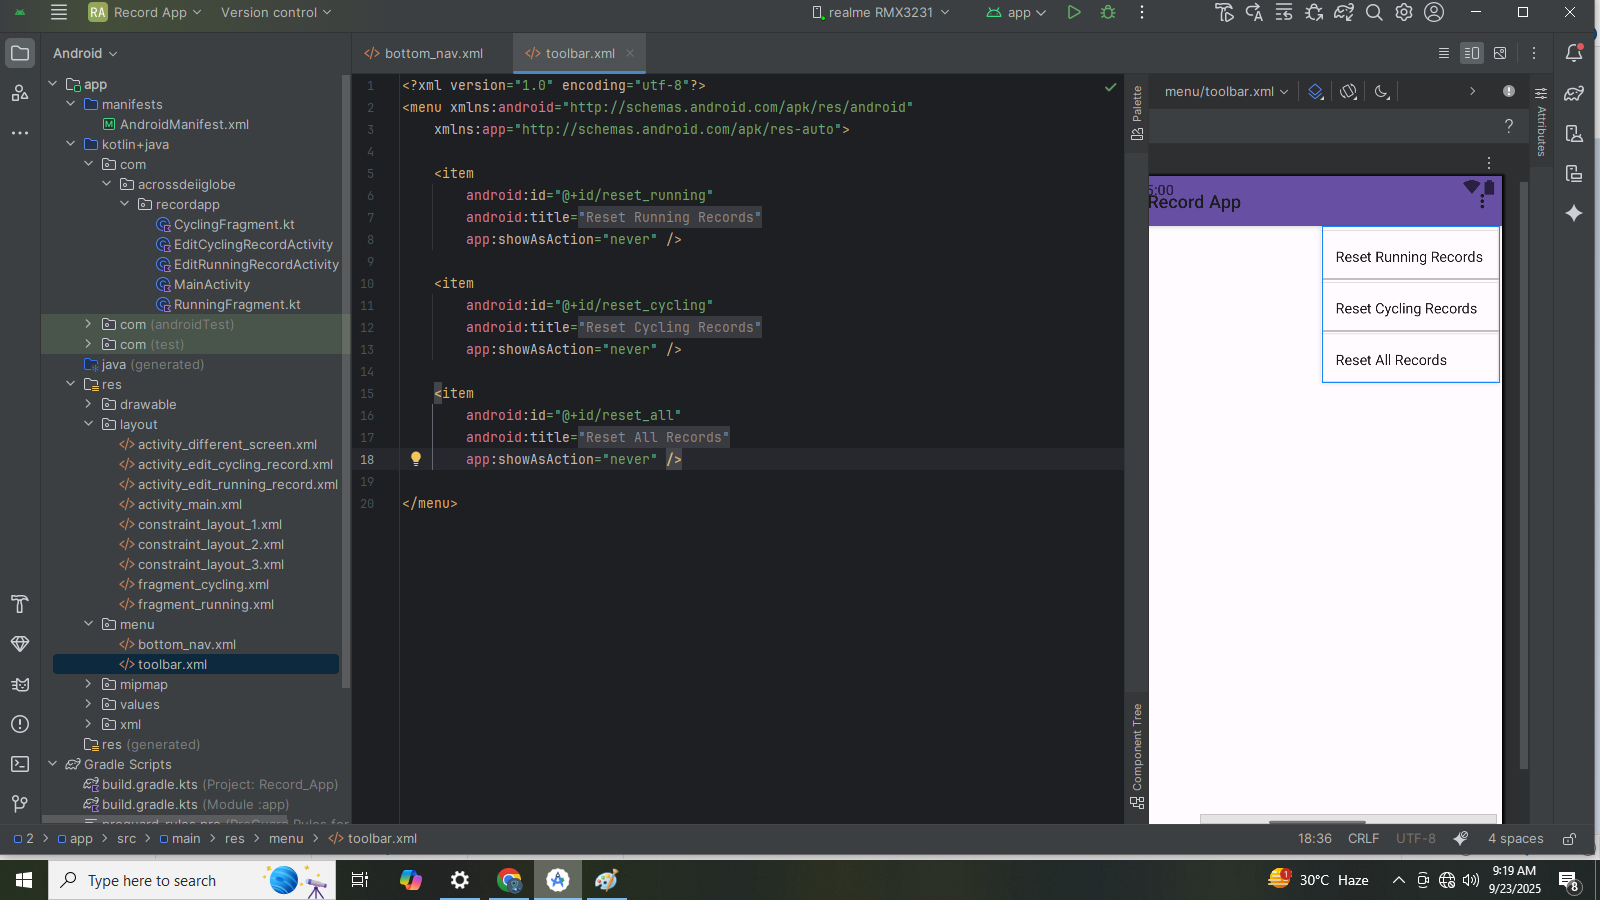 RA Record App Version control realme RMX3231 app
Android
app
manifests
AndroidManifest.xml
kotlin+java
com
acrossdeiiglobe
recordapp
CyclingFragment.kt
EditCyclingRecordActivity
EditRunningRecordActivity
MainActivity
RunningFragment.kt
com (androidTest)
com (test)
java (generated)
res
drawable
layout
activity_different_screen.xml
activity_edit_cycling_record.xml
activity_edit_running_record.xml
activity_main.xml
constraint_layout_1.xml
constraint_layout_2.xml
constraint_layout_3.xml
fragment_cycling.xml
fragment_running.xml
menu
bottom_nav.xml
toolbar.xml
mipmap
values
xml
res (generated)
Gradle Scripts
build.gradle.kts (Project: Record_App)
build.gradle.kts (Module :app)
bottom_nav.xml toolbar.xml
1 <?xml version="1.0" encoding="utf-8"?>
2 <menu xmlns:android="http://schemas.android.com/apk/res/android"
3 xmlns:app="http://schemas.android.com/apk/res-auto">
4
5 <item
6 android:id="@+id/reset_running"
7 android:title="Reset Running Records"
8 app:showAsAction="never" />
9
10 <item
11 android:id="@+id/reset_cycling"
12 android:title="Reset Cycling Records"
13 app:showAsAction="never" />
14
15 <item
16 android:id="@+id/reset_all"
17 android:title="Reset All Records"
18 app:showAsAction="never" />
19
20 </menu>
Palette
Component Tree
menu/toolbar.xml
Attributes
:00
Record App
Reset Running Records
Reset Cycling Records
Reset All Records
2 app src main res menu toolbar.xml
18:36 CRLF UTF-8 4 spaces
Type here to search
1 30°C Haze
9:19 AM
9/23/2025
8